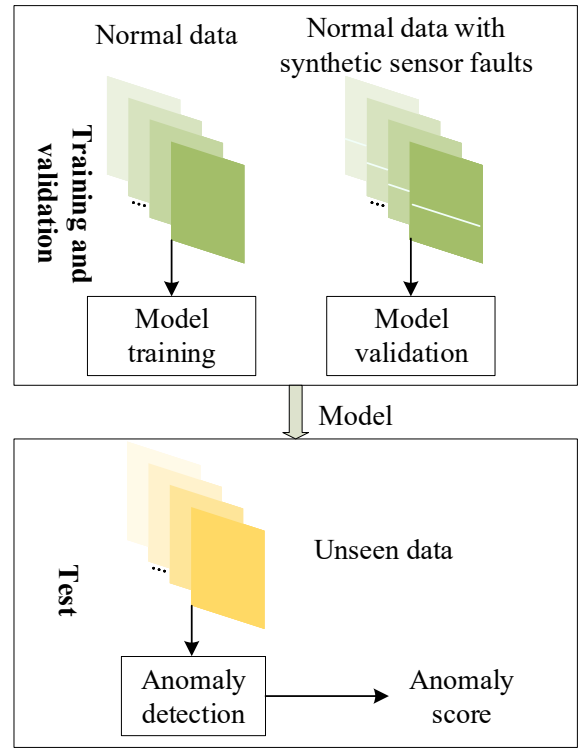 Normal data
Normal data with
synthetic sensor faults
Training and
validation
...
...
Model
training
Model
validation
Model
Unseen data
...
Test
Anomaly
detection
Anomaly
score